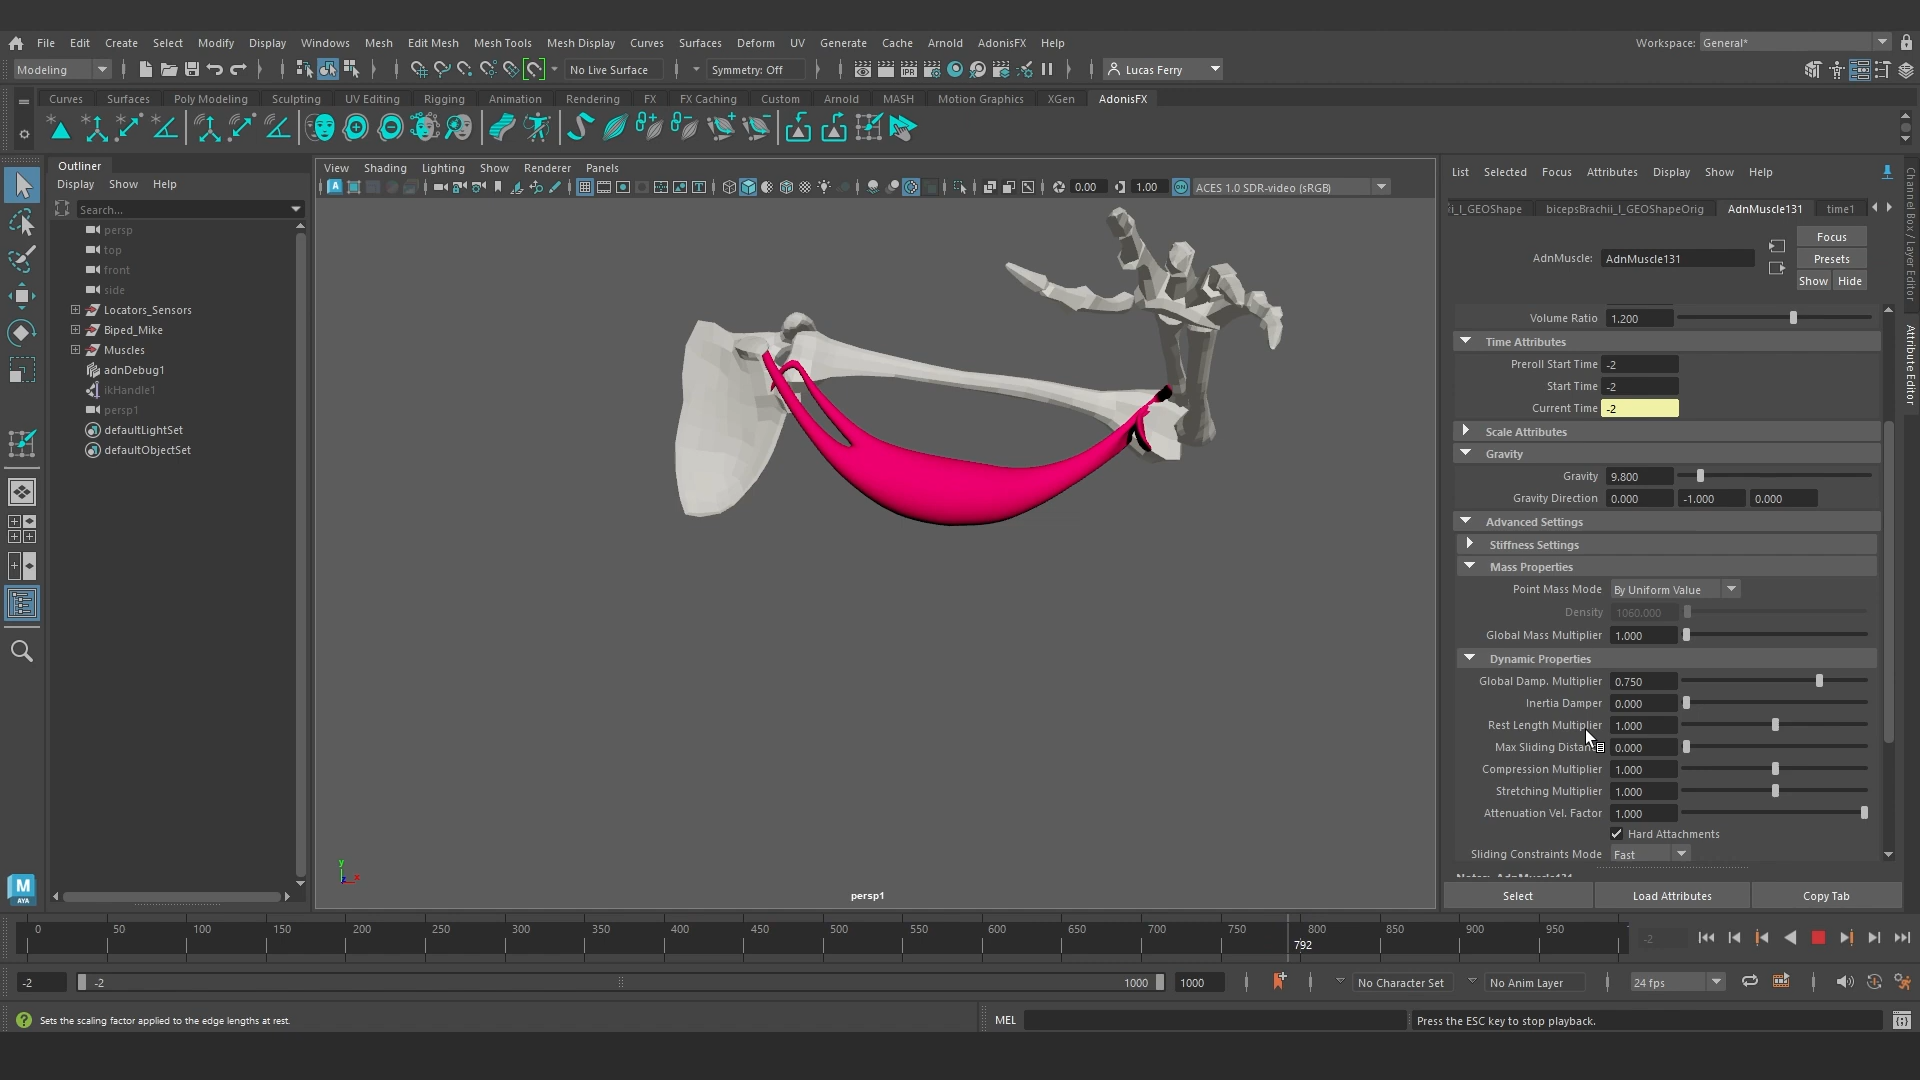 File Edit Create Select Modify Display Windows Mesh Edit Mesh Mesh Tools Mesh Display Curves Surfaces Deform UV Generate Cache Arnold AdonisFX Help Workspace: General*
Modeling No Live Surface Symmetry: Off Lucas Ferry
Curves Surfaces Poly Modeling Sculpting UV Editing Rigging Animation Rendering FX FX Caching Custom Arnold MASH Motion Graphics XGen AdonisFX
Outliner
Display Show Help
Search...
persp
top
front
side
Locators_Sensors
Biped_Mike
Muscles
adnDebug1
ikHandle1
persp1
defaultLightSet
defaultObjectSet
View Shading Lighting Show Renderer Panels
0.00 1.00 ACES 1.0 SDR-video (sRGB)
y
x
persp1
List Selected Focus Attributes Display Show Help
ii_l_GEOShape bicepsBrachii_l_GEOShapeOrig AdnMuscle131 time1
AdnMuscle: AdnMuscle131
Focus
Presets
Show Hide
Volume Ratio 1.200
Time Attributes
Preroll Start Time -2
Start Time -2
Current Time -2
Scale Attributes
Gravity
Gravity 9.800
Gravity Direction 0.000 -1.000 0.000
Advanced Settings
Stiffness Settings
Mass Properties
Point Mass Mode By Uniform Value
Density 1060.000
Global Mass Multiplier 1.000
Dynamic Properties
Global Damp. Multiplier 0.750
Inertia Damper 0.000
Rest Length Multiplier 1.000
Max Sliding Distance 0.000
Compression Multiplier 1.000
Stretching Multiplier 1.000
Attenuation Vel. Factor 1.000
Hard Attachments
Sliding Constraints Mode Fast
Notes: AdnMuscle131
Select Load Attributes Copy Tab
Channel Box / Layer Editor
Attribute Editor
M
AYA
0 50 100 150 200 250 300 350 400 450 500 550 600 650 700 750 800 850 900 950
792
-2
-2 -2 1000 1000 No Character Set No Anim Layer 24 fps
Sets the scaling factor applied to the edge lengths at rest.
MEL
Press the ESC key to stop playback.